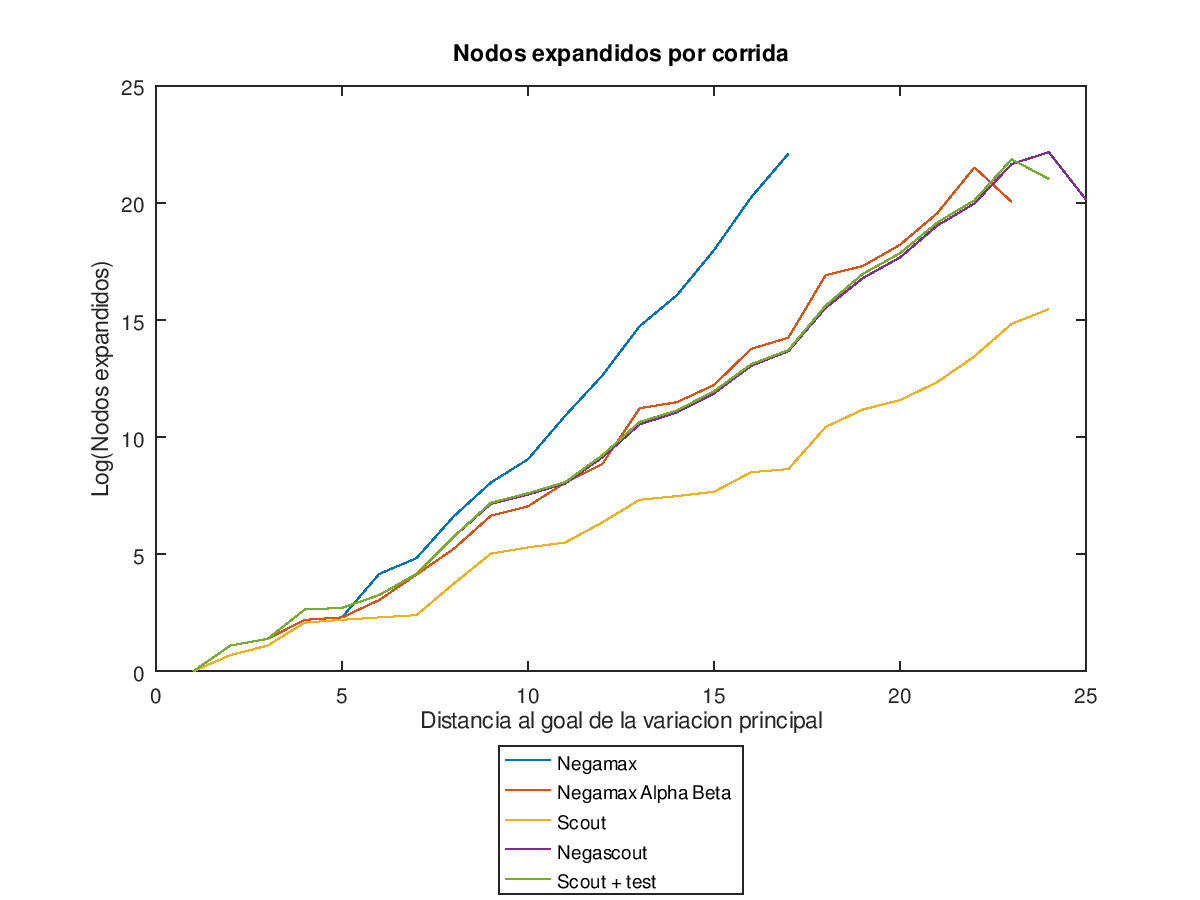 Nodos expandidos por corrida
25
20
15
10
5
0
Log(Nodos expandidos)
0 5 10 15 20 25
Distancia al goal de la variacion principal
Negamax
Negamax Alpha Beta
Scout
Negascout
Scout + test